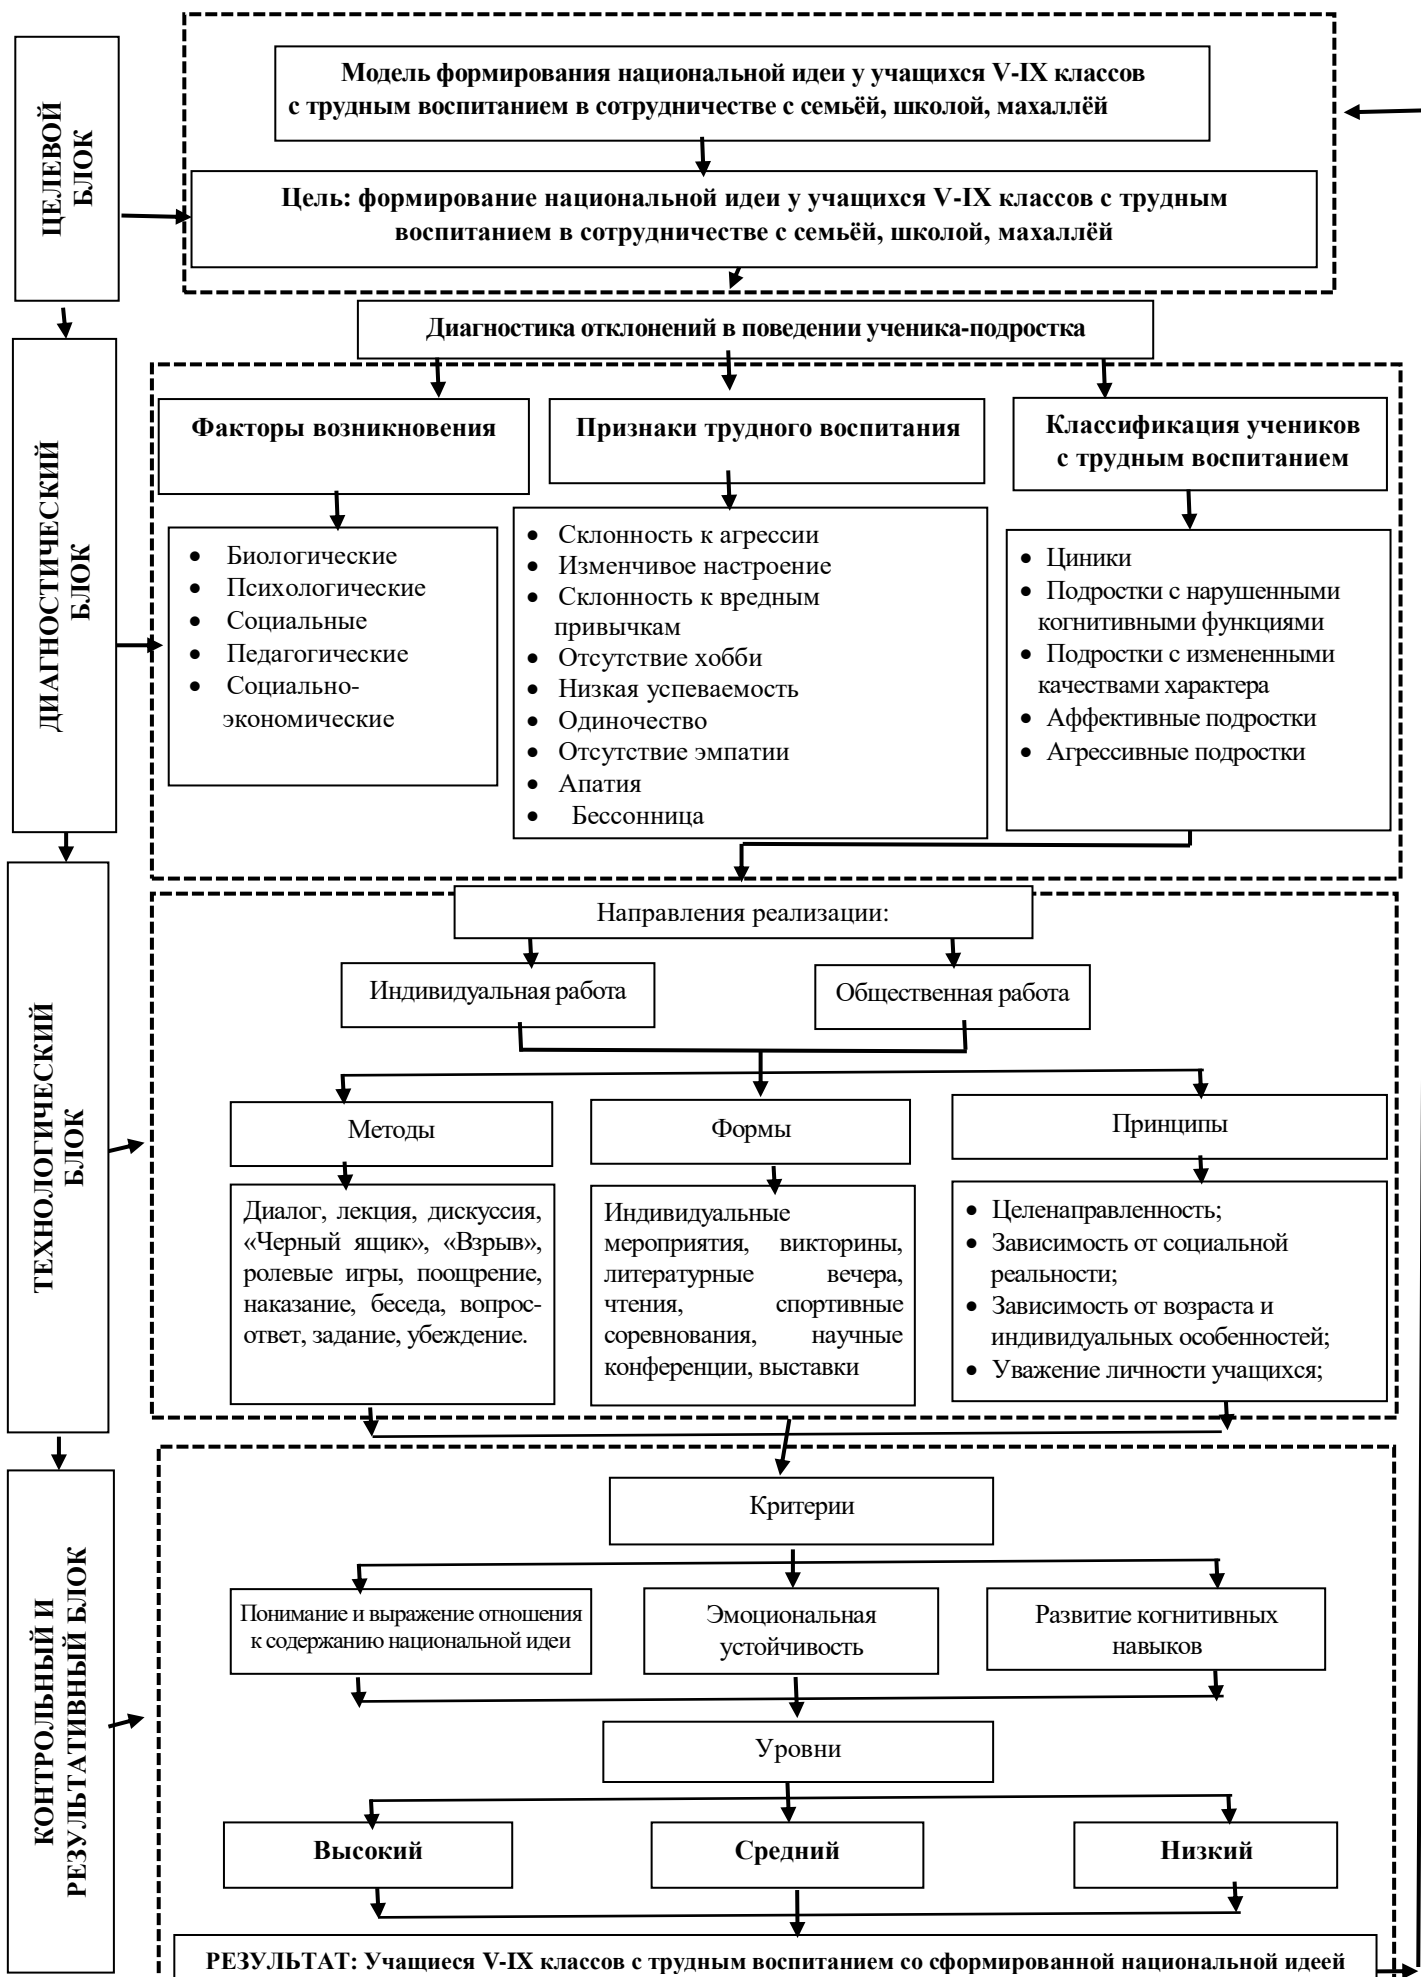 ЦЕЛЕВОЙ
БЛОК
Модель формирования национальной идеи у учащихся V-IX классов
с трудным воспитанием в сотрудничестве с семьёй, школой, махаллёй
Цель: формирование национальной идеи у учащихся V-IX классов с трудным
воспитанием в сотрудничестве с семьёй, школой, махаллёй
ДИАГНОСТИЧЕСКИЙ
БЛОК
Диагностика отклонений в поведении ученика-подростка
Факторы возникновения
• Биологические
• Психологические
• Социальные
• Педагогические
• Социально-
экономические
Признаки трудного воспитания
• Склонность к агрессии
• Изменчивое настроение
• Склонность к вредным
привычкам
• Отсутствие хобби
• Низкая успеваемость
• Одиночество
• Отсутствие эмпатии
• Апатия
• Бессонница
Классификация учеников
с трудным воспитанием
• Циники
• Подростки с нарушенными
когнитивными функциями
• Подростки с измененными
качествами характера
• Аффективные подростки
• Агрессивные подростки
ТЕХНОЛОГИЧЕСКИЙ
БЛОК
Направления реализации:
Индивидуальная работа
Общественная работа
Методы
Диалог, лекция, дискуссия,
«Черный ящик», «Взрыв»,
ролевые игры, поощрение,
наказание, беседа, вопрос-
ответ, задание, убеждение.
Формы
Индивидуальные
мероприятия, викторины,
литературные вечера,
чтения, спортивные
соревнования, научные
конференции, выставки
Принципы
• Целенаправленность;
• Зависимость от социальной
реальности;
• Зависимость от возраста и
индивидуальных особенностей;
• Уважение личности учащихся;
КОНТРОЛЬНЫЙ И
РЕЗУЛЬТАТИВНЫЙ БЛОК
Критерии
Понимание и выражение отношения
к содержанию национальной идеи
Эмоциональная
устойчивость
Развитие когнитивных
навыков
Уровни
Высокий
Средний
Низкий
РЕЗУЛЬТАТ: Учащиеся V-IX классов с трудным воспитанием со сформированной национальной идеей